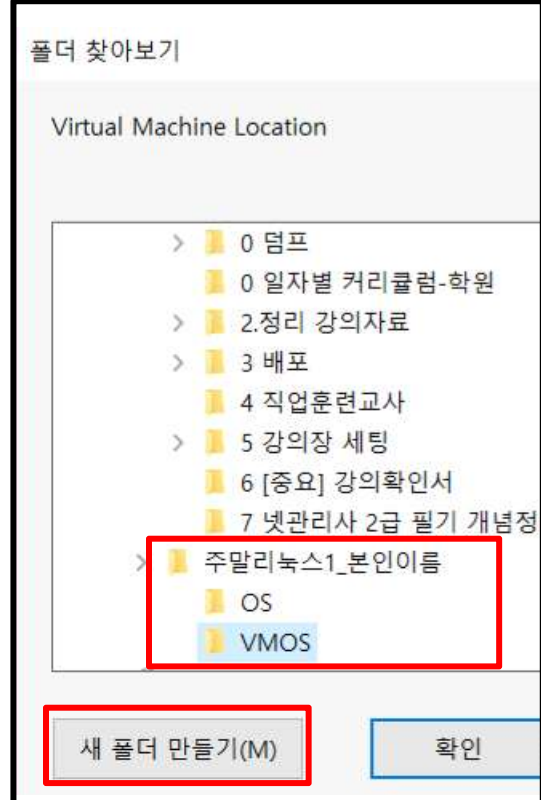 폴더 찾아보기
Virtual Machine Location
0 덤프
0 일자별 커리큘럼-학원
2.정리 강의자료
3 배포
4 직업훈련교사
5 강의장 세팅
6 [중요] 강의확인서
7 넷관리사 2급 필기 개념정
주말리눅스1_본인이름
OS
VMOS
새 폴더 만들기(M) 확인